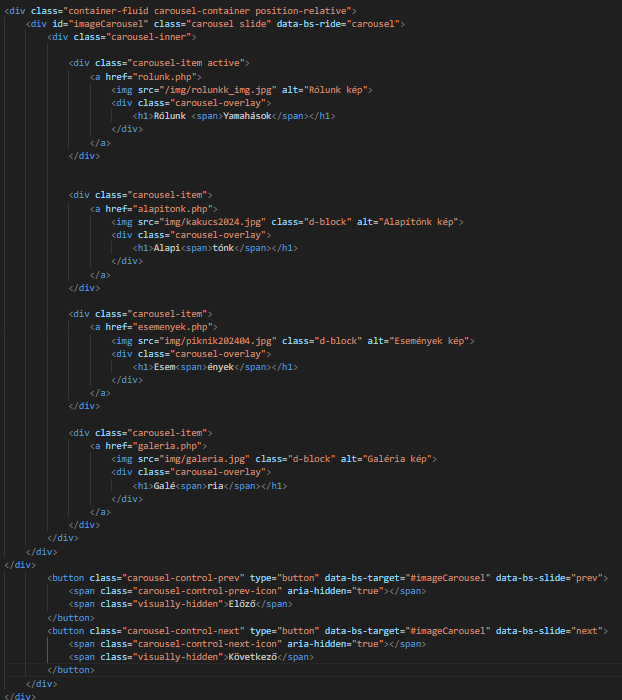 <div class="container-fluid carousel-container position-relative">
<div id="imageCarousel" class="carousel slide" data-bs-ride="carousel">
<div class="carousel-inner">
<div class="carousel-item active">
<a href="rolunk.php">
<img src="/img/rolunkk_img.jpg" alt="Rólunk kép">
<div class="carousel-overlay">
<h1>Rólunk <span>Yamahások</span></h1>
</div>
</a>
</div>
<div class="carousel-item">
<a href="alapitonk.php">
<img src="img/kakucs2024.jpg" class="d-block" alt="Alapítónk kép">
<div class="carousel-overlay">
<h1>Alapí<span>tónk</span></h1>
</div>
</a>
</div>
<div class="carousel-item">
<a href="esemenyek.php">
<img src="img/piknik202404.jpg" class="d-block" alt="Események kép">
<div class="carousel-overlay">
<h1>Esem<span>ények</span></h1>
</div>
</a>
</div>
<div class="carousel-item">
<a href="galeria.php">
<img src="img/galeria.jpg" class="d-block" alt="Galéria kép">
<div class="carousel-overlay">
<h1>Galé<span>ria</span></h1>
</div>
</a>
</div>
</div>
</div>
</div>
<button class="carousel-control-prev" type="button" data-bs-target="#imageCarousel" data-bs-slide="prev">
<span class="carousel-control-prev-icon" aria-hidden="true"></span>
<span class="visually-hidden">Előző</span>
</button>
<button class="carousel-control-next" type="button" data-bs-target="#imageCarousel" data-bs-slide="next">
<span class="carousel-control-next-icon" aria-hidden="true"></span>
<span class="visually-hidden">Következő</span>
</button>
</div>
</div>